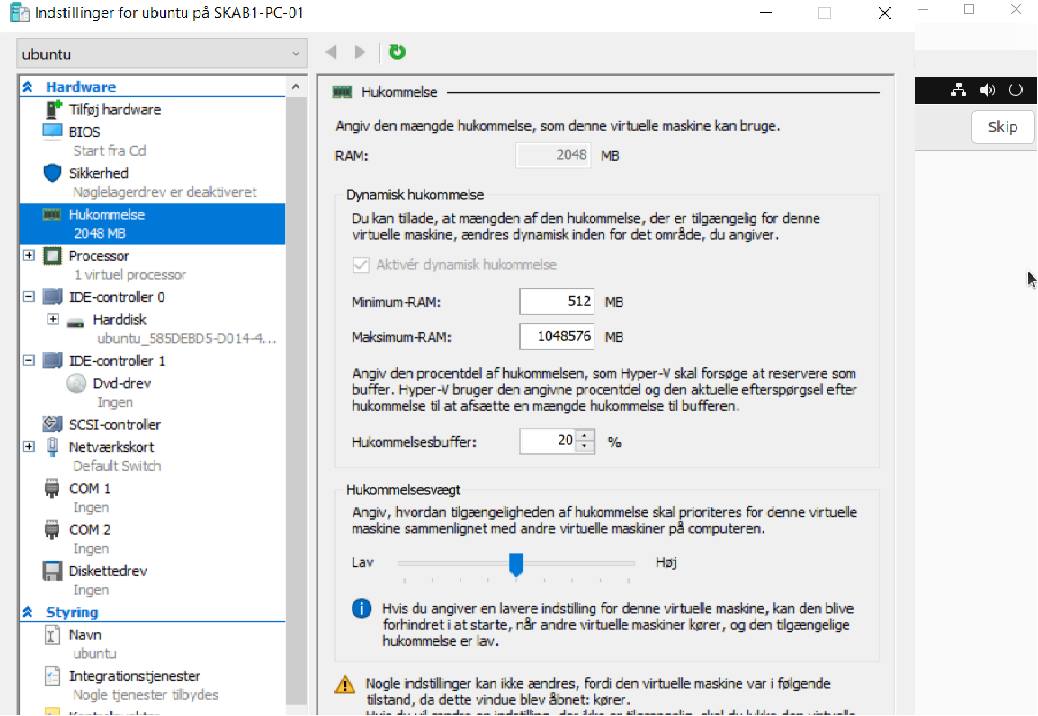 Indstillinger for ubuntu på SKAB1-PC-01
ubuntu
Hardware
Tilføj hardware
BIOS
Start fra Cd
Sikkerhed
Nøglelagerdrev er deaktiveret
Hukommelse
2048 MB
Processor
1 virtuel processor
IDE-controller 0
Harddisk
ubuntu_585DEBD5-D014-4...
IDE-controller 1
Dvd-drev
Ingen
SCSI-controller
Netværkskort
Default Switch
COM 1
Ingen
COM 2
Ingen
Diskettedrev
Ingen
Styring
Navn
ubuntu
Integrationstjenester
Nogle tjenester tilbydes
Hukommelse
Angiv den mængde hukommelse, som denne virtuelle maskine kan bruge.
RAM: 2048 MB
Dynamisk hukommelse
Du kan tillade, at mængden af den hukommelse, der er tilgængelig for denne
virtuelle maskine, ændres dynamisk inden for det område, du angiver.
Aktivér dynamisk hukommelse
Minimum-RAM: 512 MB
Maksimum-RAM: 1048576 MB
Angiv den procentdel af hukommelsen, som Hyper-V skal forsøge at reservere som
buffer. Hyper-V bruger den angivne procentdel og den aktuelle efterspørgsel efter
hukommelse til at afsætte en mængde hukommelse til bufferen.
Hukommelsesbuffer: 20 %
Hukommelsesvægt
Angiv, hvordan tilgængeligheden af hukommelse skal prioriteres for denne virtuelle
maskine sammenlignet med andre virtuelle maskiner på computeren.
Lav Høj
Hvis du angiver en lavere indstilling for denne virtuelle maskine, kan den blive
forhindret i at starte, når andre virtuelle maskiner kører, og den tilgængelige
hukommelse er lav.
Nogle indstillinger kan ikke ændres, fordi den virtuelle maskine var i følgende
tilstand, da dette vindue blev åbnet: kører.
Skip